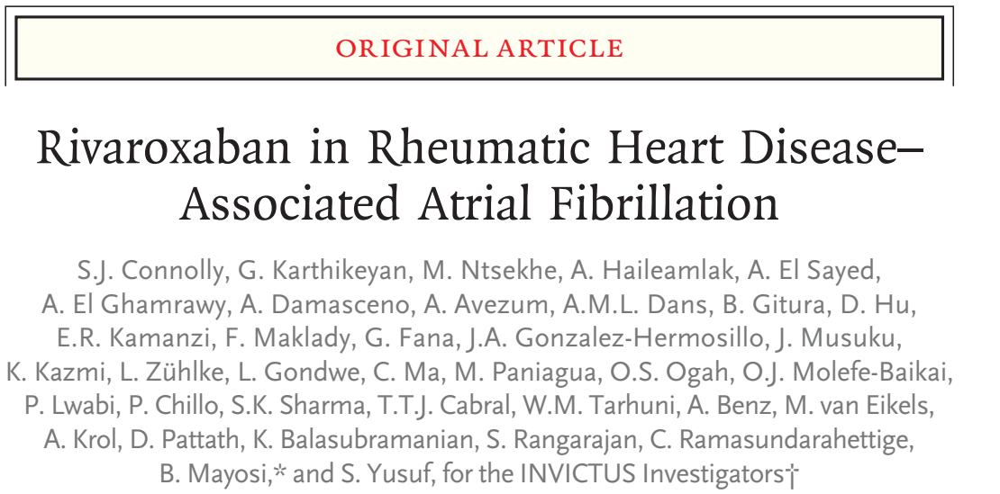 ORIGINAL ARTICLE
Rivaroxaban in Rheumatic Heart Disease–
Associated Atrial Fibrillation
S.J. Connolly, G. Karthikeyan, M. Ntsekhe, A. Haileamlak, A. El Sayed,
A. El Ghamrawy, A. Damasceno, A. Avezum, A.M.L. Dans, B. Gitura, D. Hu,
E.R. Kamanzi, F. Maklady, G. Fana, J.A. Gonzalez-Hermosillo, J. Musuku,
K. Kazmi, L. Zühlke, L. Gondwe, C. Ma, M. Paniagua, O.S. Ogah, O.J. Molefe-Baikai,
P. Lwabi, P. Chillo, S.K. Sharma, T.T.J. Cabral, W.M. Tarhuni, A. Benz, M. van Eikels,
A. Krol, D. Pattath, K. Balasubramanian, S. Rangarajan, C. Ramasundarahettige,
B. Mayosi,* and S. Yusuf, for the INVICTUS Investigators†